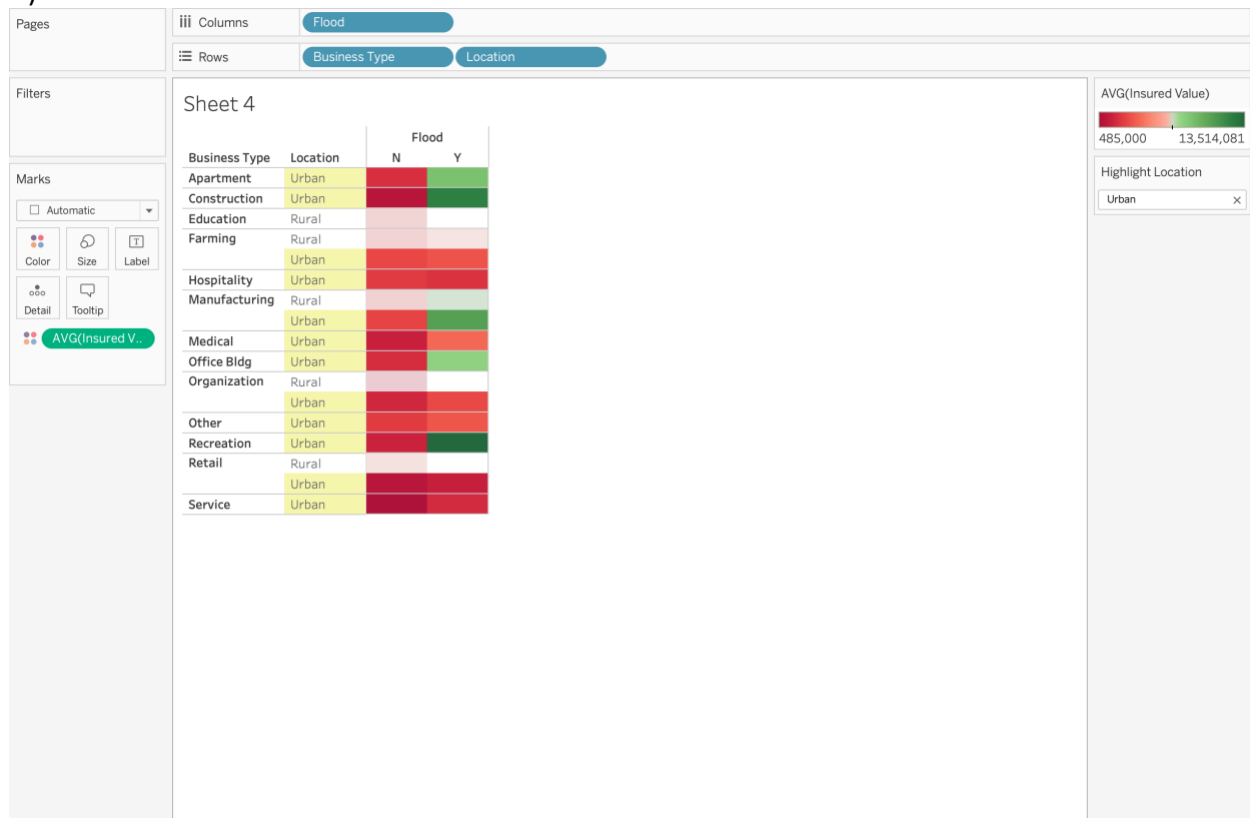 Pages
iii Columns Flood
Rows Business Type Location
Filters
Sheet 4
AVG(Insured Value)
485,000 13,514,081
Flood
Business Type Location N Y
Marks
Automatic
Color Size Label
T
Detail Tooltip
AVG(Insured V..
Highlight Location
Urban ×
Apartment Urban
Construction Urban
Education Rural
Farming Rural
Urban
Hospitality Urban
Manufacturing Rural
Urban
Medical Urban
Office Bldg Urban
Organization Rural
Urban
Other Urban
Recreation Urban
Retail Rural
Urban
Service Urban